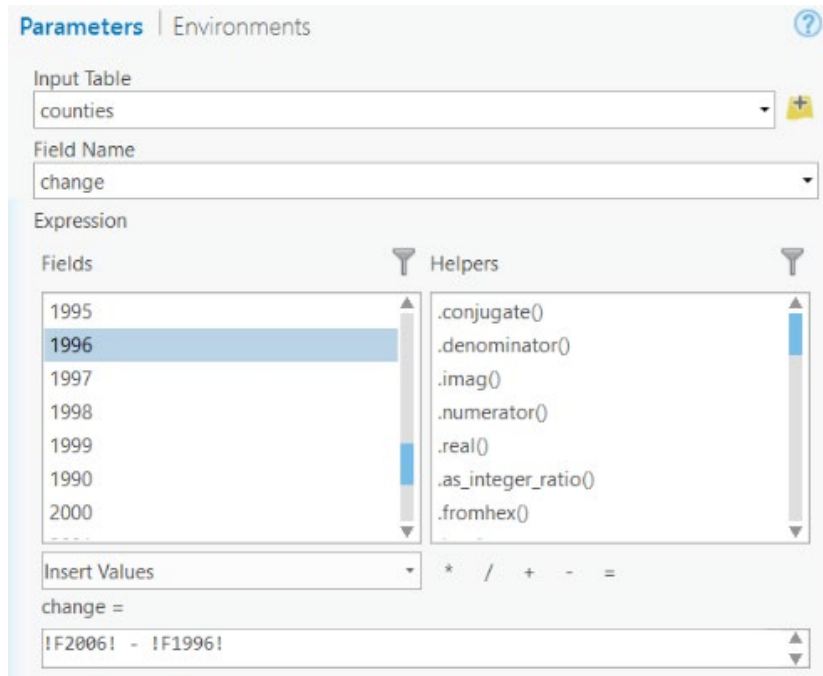 Parameters | Environments
Input Table
counties
Field Name
change
Expression
Fields
Helpers
1995
1996
1997
1998
1999
1990
2000
.conjugate()
.denominator()
.imag()
.numerator()
.real()
.as_integer_ratio()
.fromhex()
Insert Values
* / + - =
change =
!F2006! - !F1996!